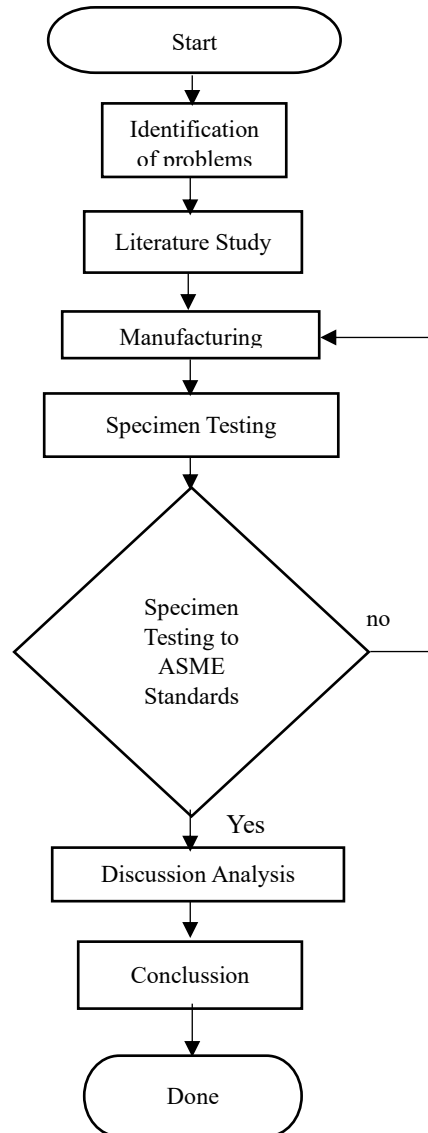 Start
Identification
of problems
Literature Study
Manufacturing
Specimen Testing
Specimen
Testing to
ASME
Standards
no
Yes
Discussion Analysis
Conclussion
Done